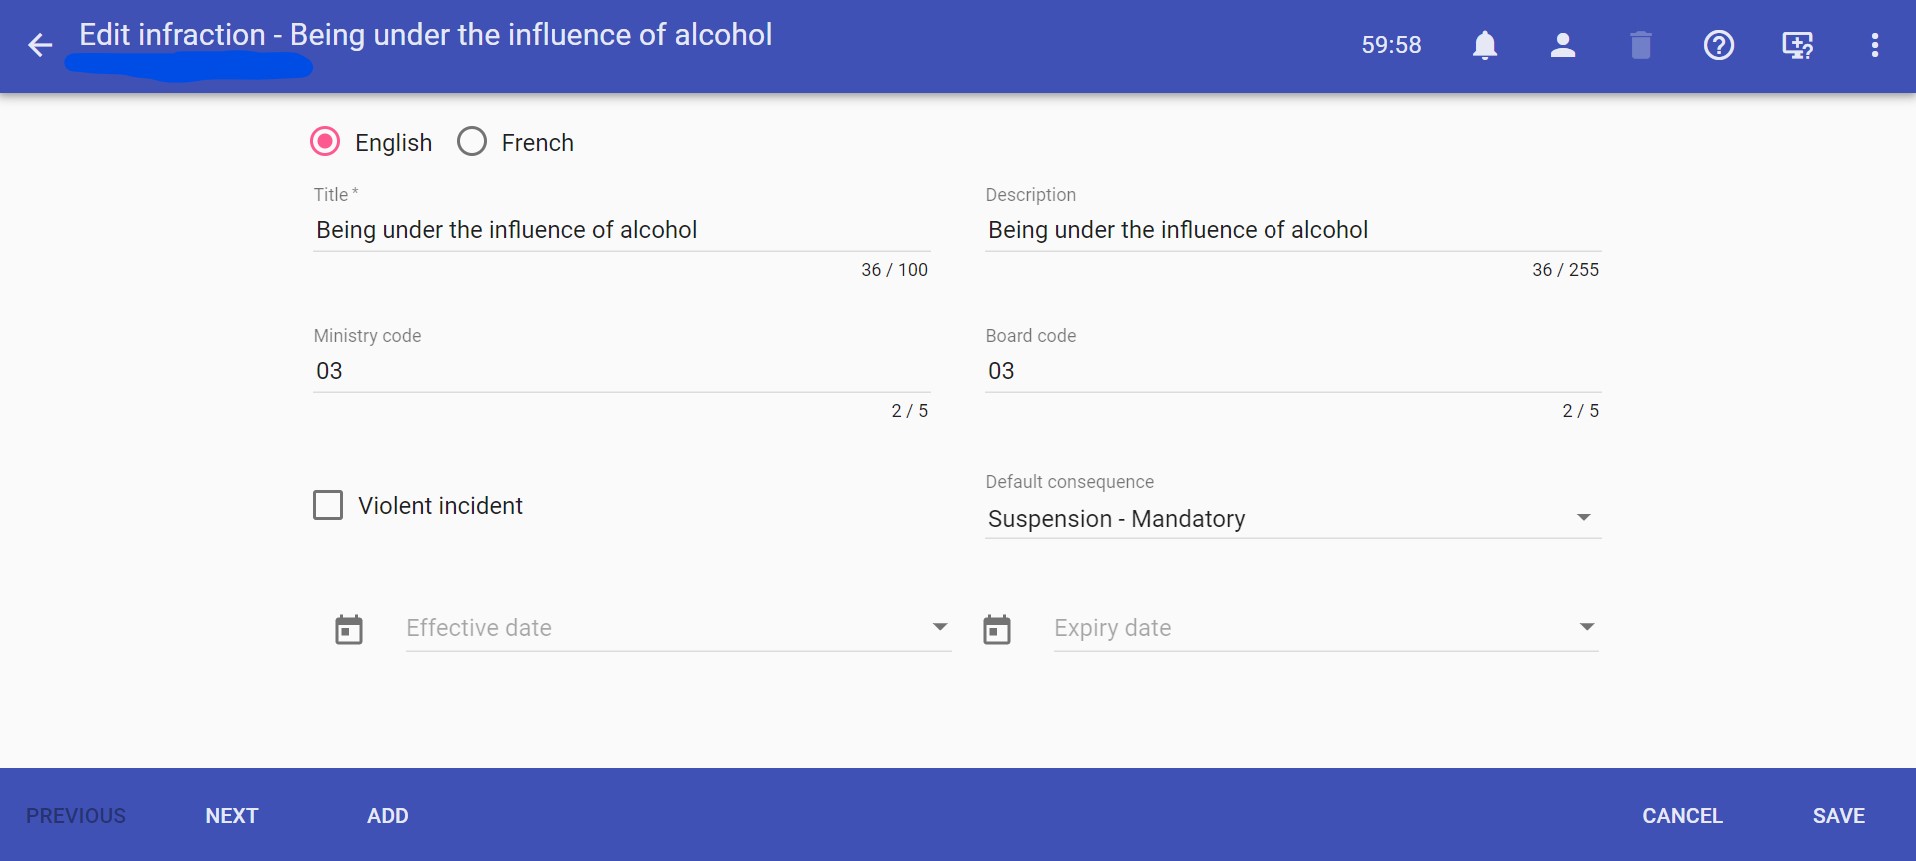 Edit infraction - Being under the influence of alcohol
59:58
English
French
Title *
Being under the influence of alcohol
36 / 100
Description
Being under the influence of alcohol
36 / 255
Ministry code
03
2 / 5
Board code
03
2 / 5
Violent incident
Default consequence
Suspension - Mandatory
Effective date
Expiry date
PREVIOUS
NEXT
ADD
CANCEL
SAVE